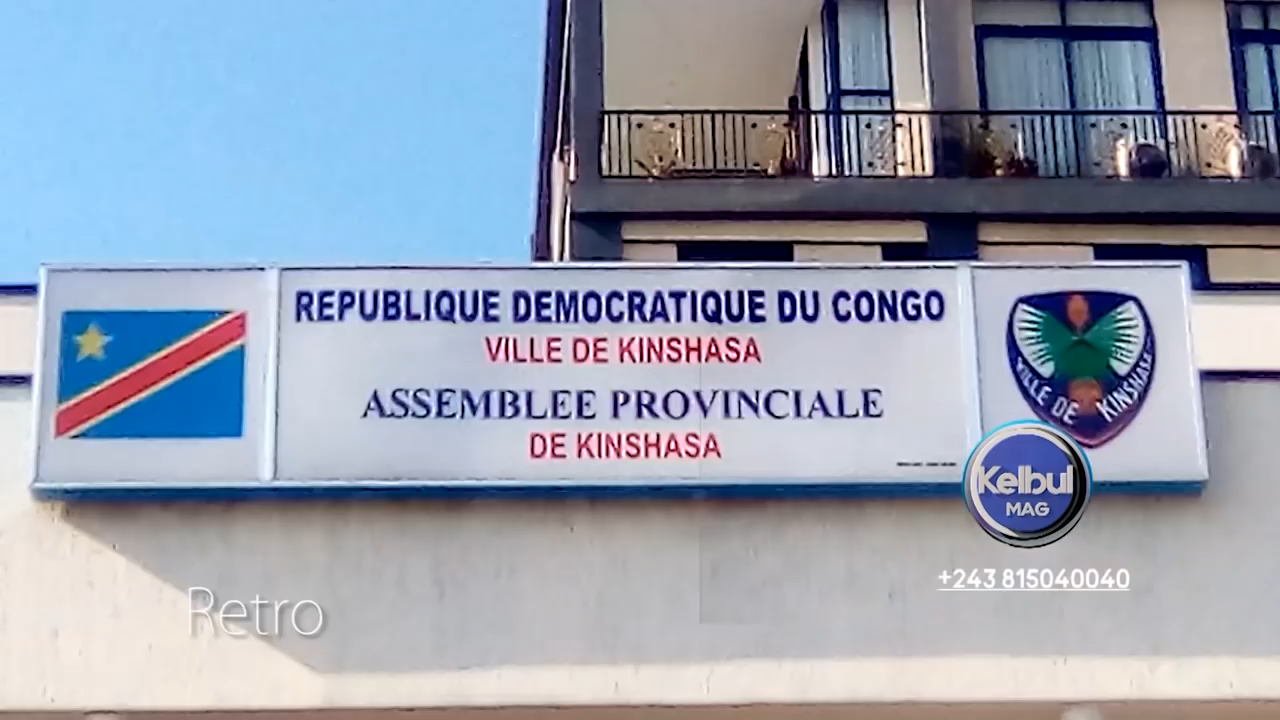 REPUBLIQUE DEMOCRATIQUE DU CONGO
VILLE DE KINSHASA
ASSEMBLEE PROVINCIALE
DE KINSHASA
VILLE DE KINSHASA
Kelbul
MAG
+243 815040040
Retro